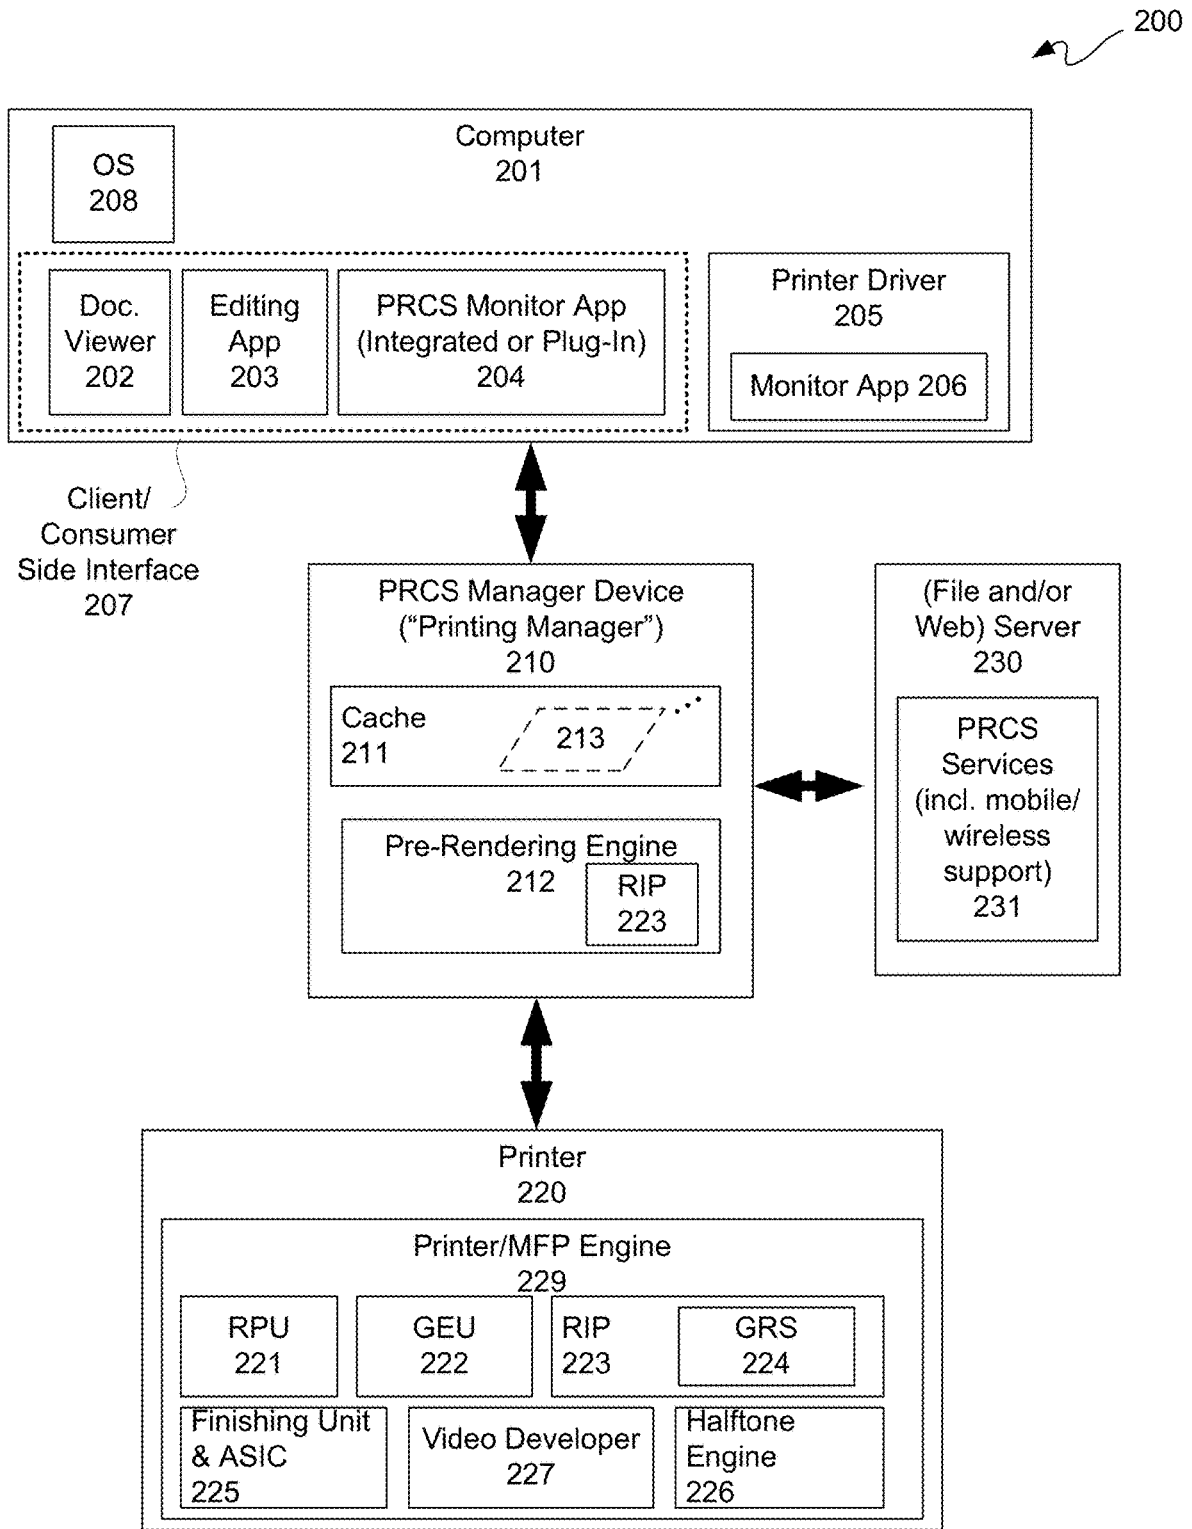 200
Computer
201
OS
208
Doc.
Viewer
202
Editing
App
203
PRCS Monitor App
(Integrated or Plug-In)
204
Printer Driver
205
Monitor App 206
Client/
Consumer
Side Interface
207
PRCS Manager Device
(“Printing Manager”)
210
Cache
211
213
Pre-Rendering Engine
212
RIP
223
(File and/or
Web) Server
230
PRCS
Services
(incl. mobile/
wireless
support)
231
Printer
220
Printer/MFP Engine
229
RPU
221
GEU
222
RIP
223
GRS
224
Finishing Unit
& ASIC
225
Video Developer
227
Halftone
Engine
226